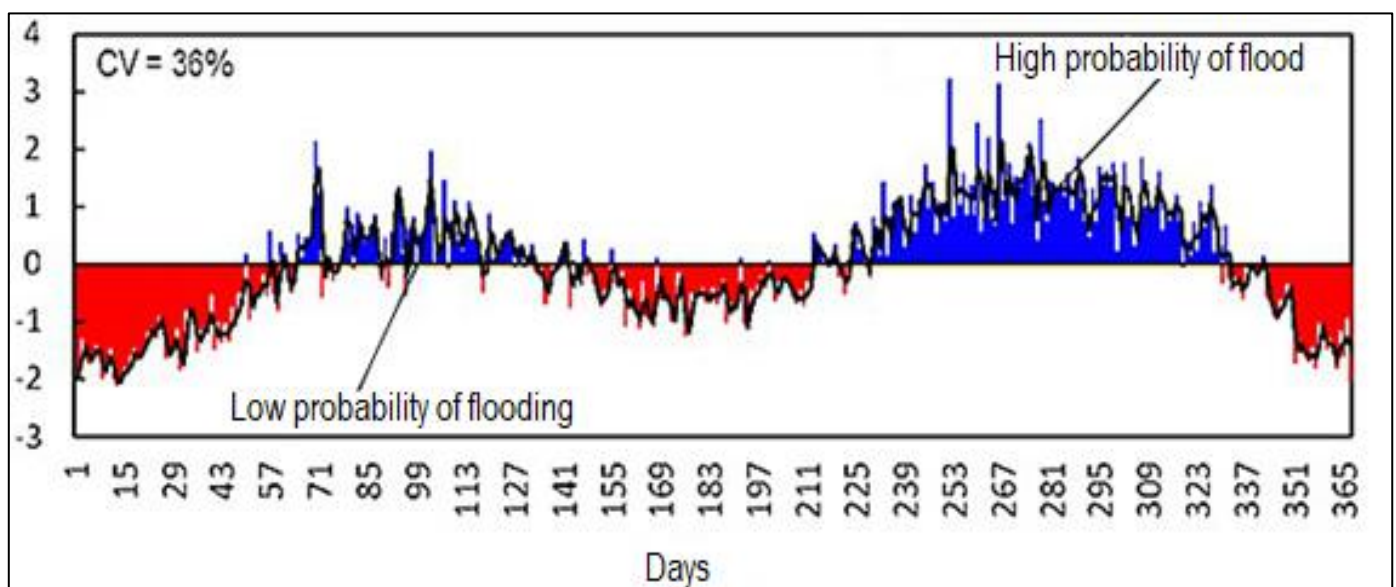 4
3
2
1
0
-1
-2
-3
CV = 36%
High probability of flood
Low probability of flooding
1 15 29 43 57 71 85 99 113 127 141 155 169 183 197 211 225 239 253 267 281 295 309 323 337 351 365
Days